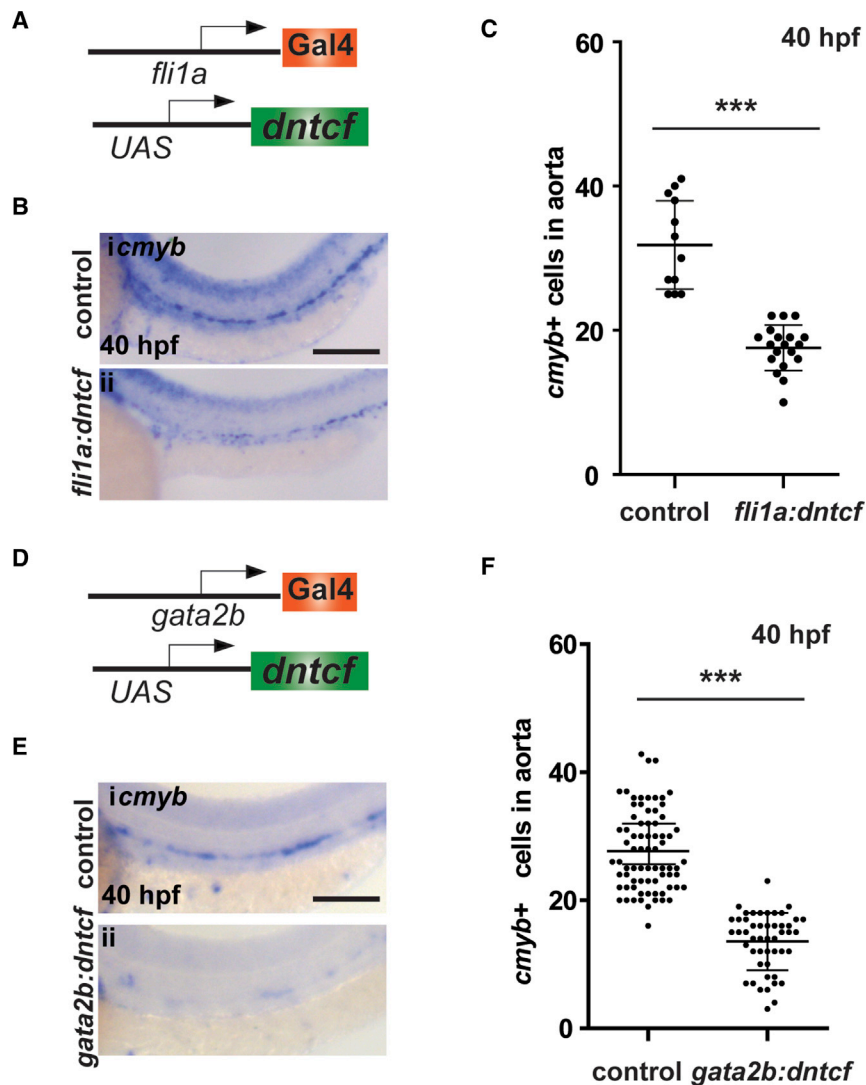 A
Gal4
fli1a
dntcf
UAS
B
control
i cmyb
40 hpf
fli1a:dntcf
ii
C
40 hpf
***
cmyb+ cells in aorta
60
40
20
0
control fli1a:dntcf
D
Gal4
gata2b
dntcf
UAS
E
control
i cmyb
40 hpf
gata2b:dntcf
ii
F
40 hpf
***
cmyb+ cells in aorta
60
40
20
0
control gata2b:dntcf